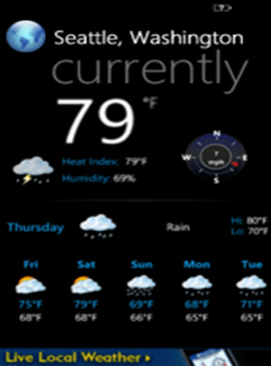 Seattle, Washington
currently
79 °F
N
W E
7
mph
S
Heat Index: 79°F
Humidity: 69%
Thursday Rain Hi: 80°F
Lo: 70°F
Fri Sat Sun Mon Tue
75°F 79°F 69°F 68°F 71°F
68°F 68°F 66°F 65°F 65°F
Live Local Weather